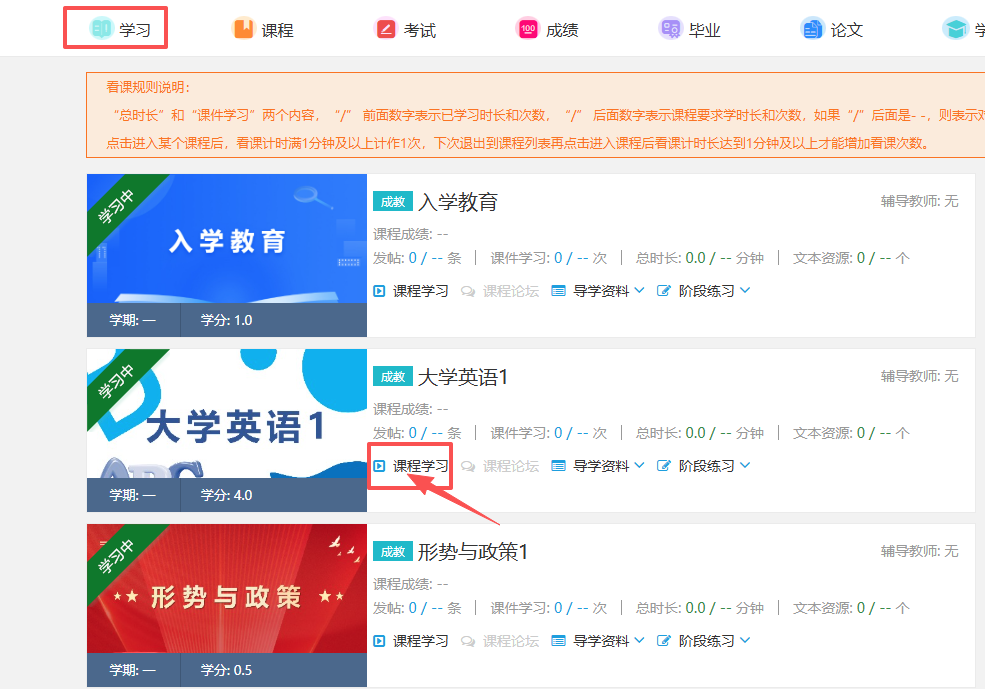 学习 课程 考试 100 成绩 毕业 论文 学
看课规则说明：
“总时长”和“课件学习”两个内容，“/” 前面数字表示已学习时长和次数，“/” 后面数字表示课程要求学时长和次数，如果“/”后面是- -，则表示对
点击进入某个课程后，看课计时满1分钟及以上计作1次，下次退出到课程列表再点击进入课程后看课计时长达到1分钟及以上才能增加看课次数。
学习中
入学教育
学期: — 学分: 1.0
成教 入学教育 辅导教师: 无
课程成绩: --
发帖: 0 / -- 条 | 课件学习: 0 / -- 次 | 总时长: 0.0 / -- 分钟 | 文本资源: 0 / -- 个
课程学习 课程论坛 导学资料 阶段练习
学习中
大学英语1
ABC
学期: — 学分: 4.0
成教 大学英语1 辅导教师: 无
课程成绩: --
发帖: 0 / -- 条 | 课件学习: 0 / -- 次 | 总时长: 0.0 / -- 分钟 | 文本资源: 0 / -- 个
课程学习 课程论坛 导学资料 阶段练习
学习中
形势与政策
学期: — 学分: 0.5
成教 形势与政策1 辅导教师: 无
课程成绩: --
发帖: 0 / -- 条 | 课件学习: 0 / -- 次 | 总时长: 0.0 / -- 分钟 | 文本资源: 0 / -- 个
课程学习 课程论坛 导学资料 阶段练习